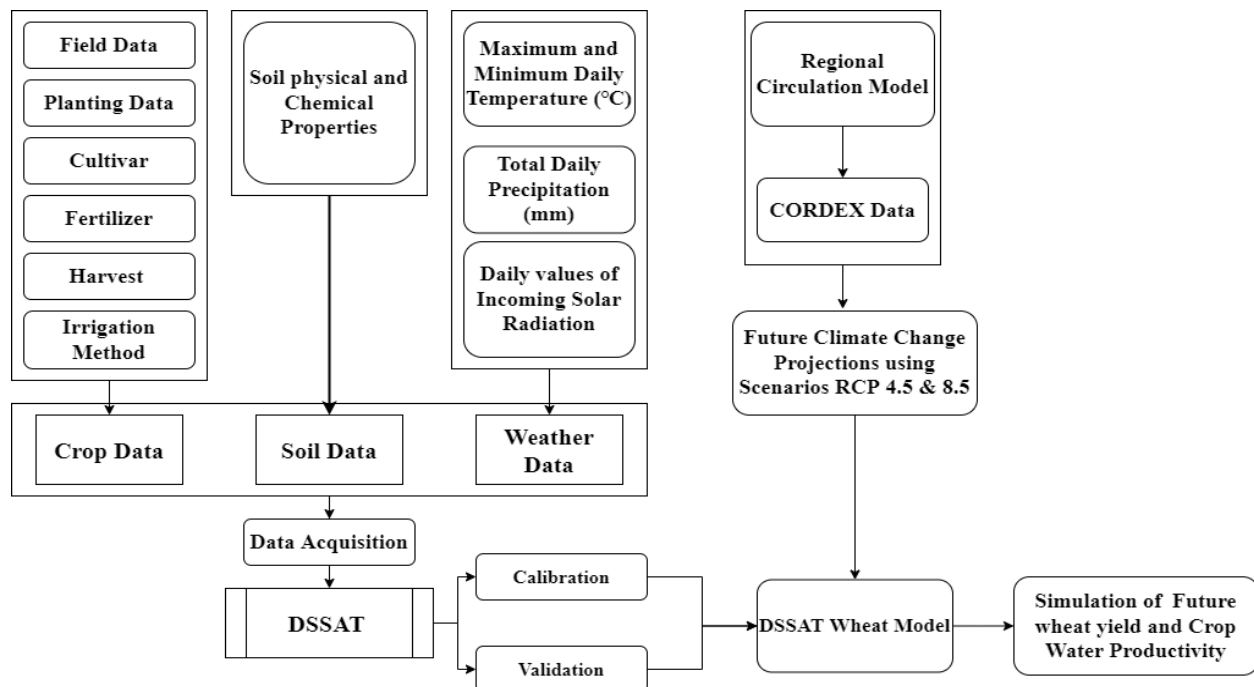 Field Data
Planting Data
Cultivar
Fertilizer
Harvest
Irrigation
Method
Soil physical and
Chemical
Properties
Maximum and
Minimum Daily
Temperature (°C)
Total Daily
Precipitation
(mm)
Daily values of
Incoming Solar
Radiation
Regional
Circulation Model
CORDEX Data
Future Climate Change
Projections using
Scenarios RCP 4.5 & 8.5
Crop Data
Soil Data
Weather
Data
Data Acquisition
DSSAT
Calibration
Validation
DSSAT Wheat Model
Simulation of Future
wheat yield and Crop
Water Productivity